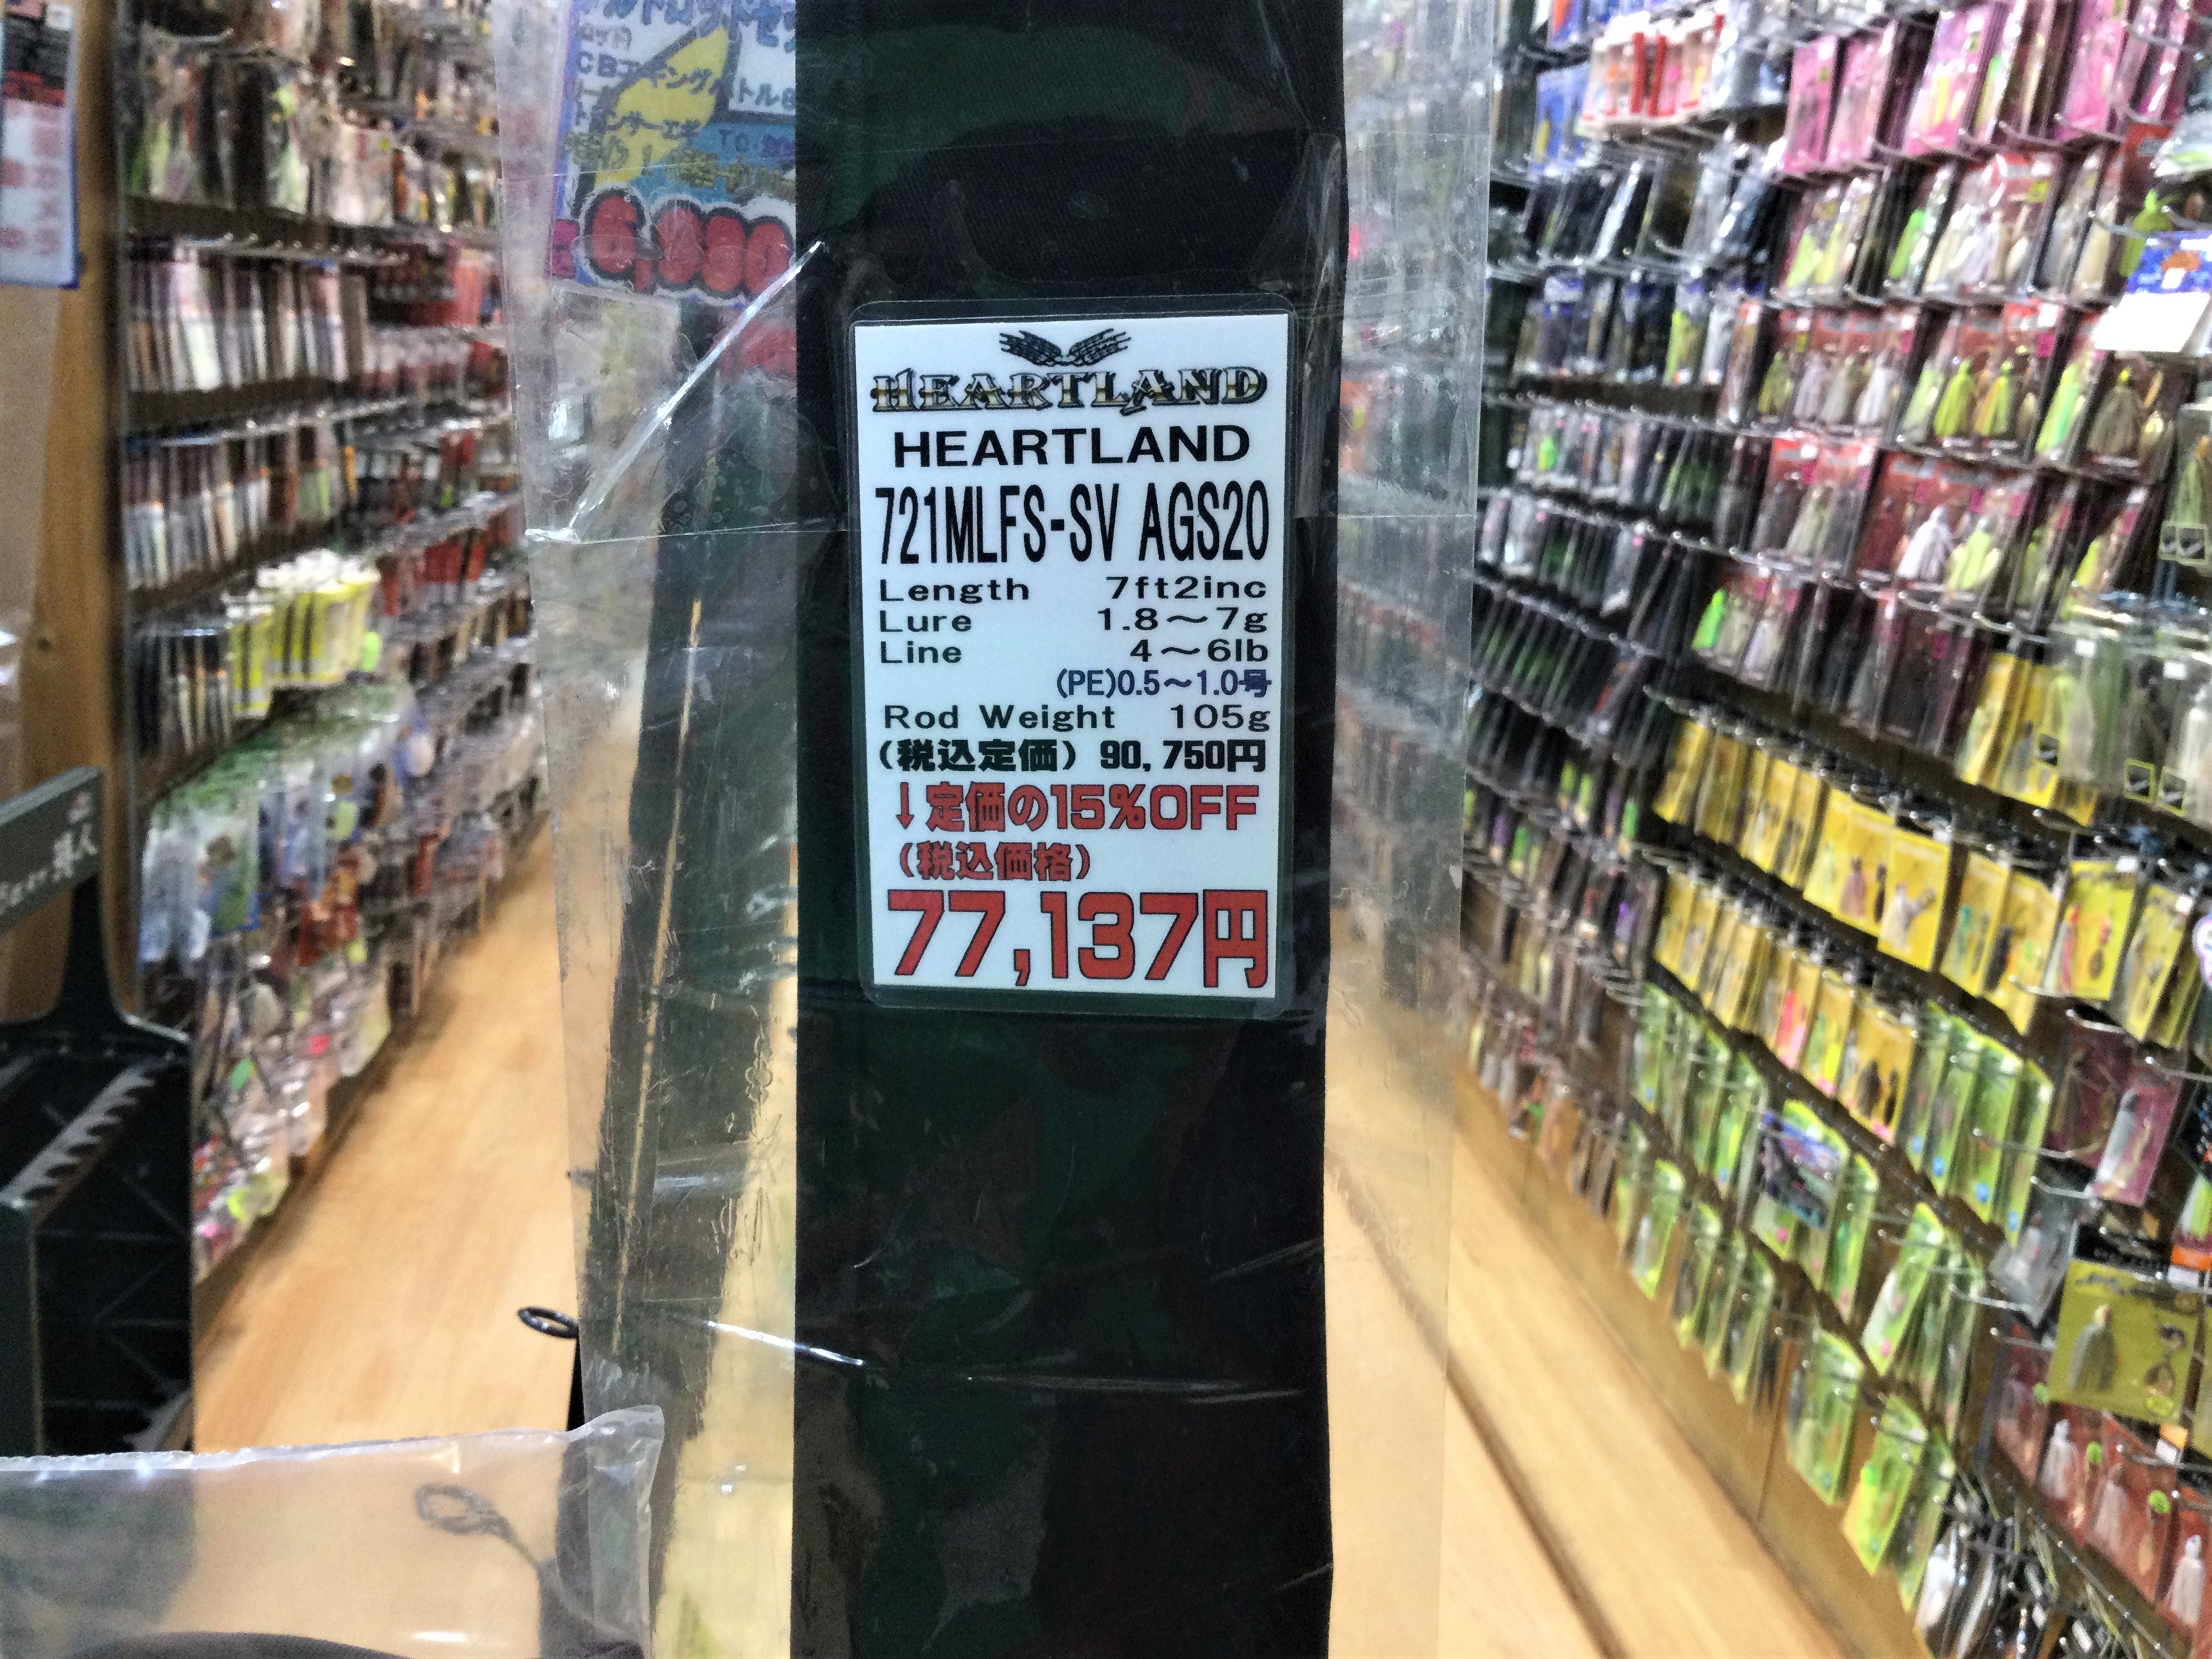 HEARTLAND
HEARTLAND
721MLFS-SV AGS20
Length 7ft2inc
Lure 1.8～7g
Line 4～6lb
(PE)0.5～1.0号
Rod Weight 105g
(税込定価) 90,750円
↓定価の15%OFF
(税込価格)
77,137円